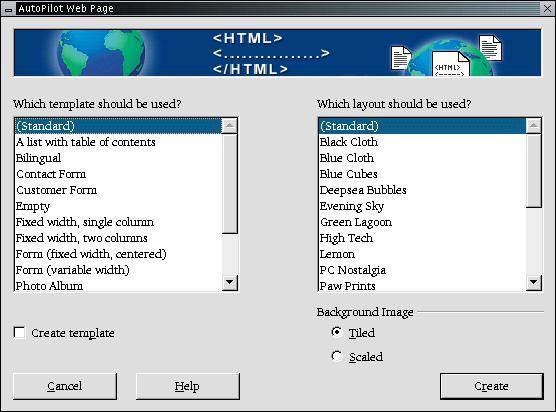 AutoPilot Web Page
<HTML>
<...............>
</HTML>
<HTML>
<------>
Which template should be used?
(Standard)
A list with table of contents
Bilingual
Contact Form
Customer Form
Empty
Fixed width, single column
Fixed width, two columns
Form (fixed width, centered)
Form (variable width)
Photo Album
Which layout should be used?
(Standard)
Black Cloth
Blue Cloth
Blue Cubes
Deepsea Bubbles
Evening Sky
Green Lagoon
High Tech
Lemon
PC Nostalgia
Paw Prints
Create template
Background Image
Tiled
Scaled
Cancel
Help
Create